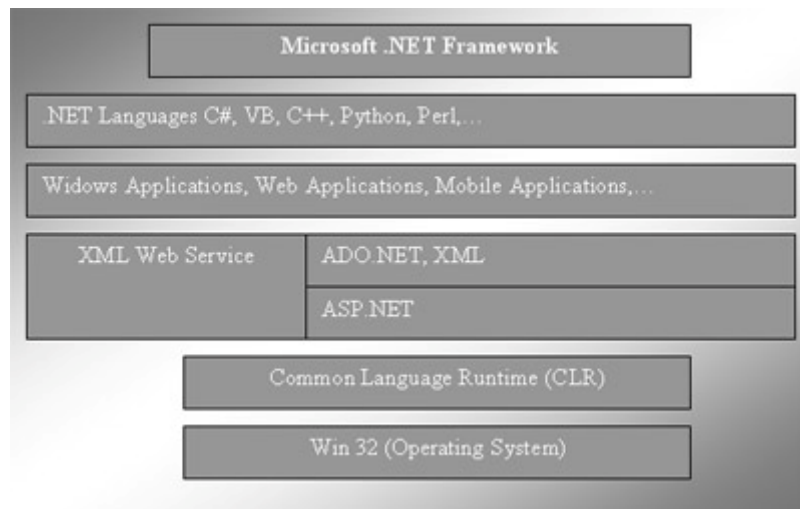 Microsoft .NET Framework
.NET Languages C#, VB, C++, Python, Perl,...
Widows Applications, Web Applications, Mobile Applications,...
XML Web Service
ADO.NET, XML
ASP.NET
Common Language Runtime (CLR)
Win 32 (Operating System)